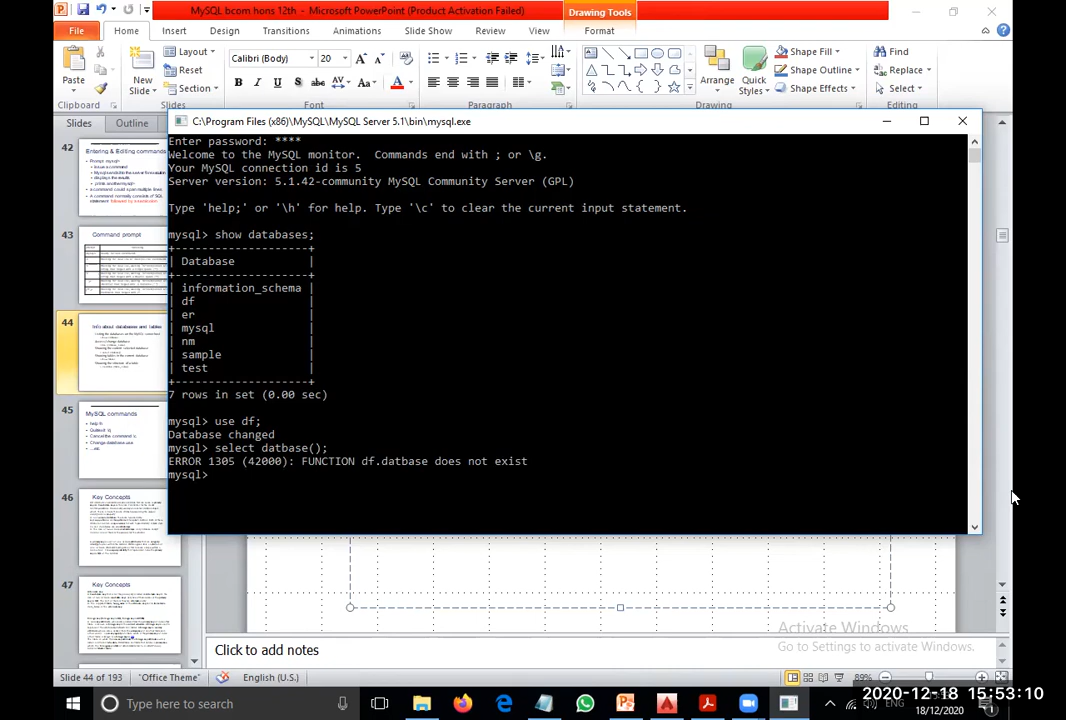 MySQL bcom hons 12th - Microsoft PowerPoint (Product Activation Failed)
Drawing Tools
File
Home
Insert
Design
Transitions
Animations
Slide Show
Review
View
Format
Paste
New Slide
Layout
Reset
Section
Calibri (Body)
20
Arrange
Quick Styles
Shape Fill
Shape Outline
Shape Effects
Find
Replace
Select
Clipboard
Slides
Font
Paragraph
Drawing
Editing
Slides
Outline
C:\Program Files (x86)\MySQL\MySQL Server 5.1\bin\mysql.exe
Enter password: ****
Welcome to the MySQL monitor.  Commands end with ; or \g.
Your MySQL connection id is 5
Server version: 5.1.42-community MySQL Community Server (GPL)
Type 'help;' or '\h' for help. Type '\c' to clear the current input statement.
mysql> show databases;
+--------------------+
| Database           |
+--------------------+
| information_schema |
| df                 |
| er                 |
| mysql              |
| nm                 |
| sample             |
| test               |
+--------------------+
7 rows in set (0.00 sec)
mysql> use df;
Database changed
mysql> select datbase();
ERROR 1305 (42000): FUNCTION df.datbase does not exist
mysql>
42
Entering & Editing commands
43
Command prompt
44
Info about databases and tables
45
MySQL commands
46
Key Concepts
47
Key Concepts
Click to add notes
Activate Windows
Go to Settings to activate Windows.
Slide 44 of 193
"Office Theme"
English (U.S.)
89%
Type here to search
ENG
2020-12-18 15:53:10
18/12/2020